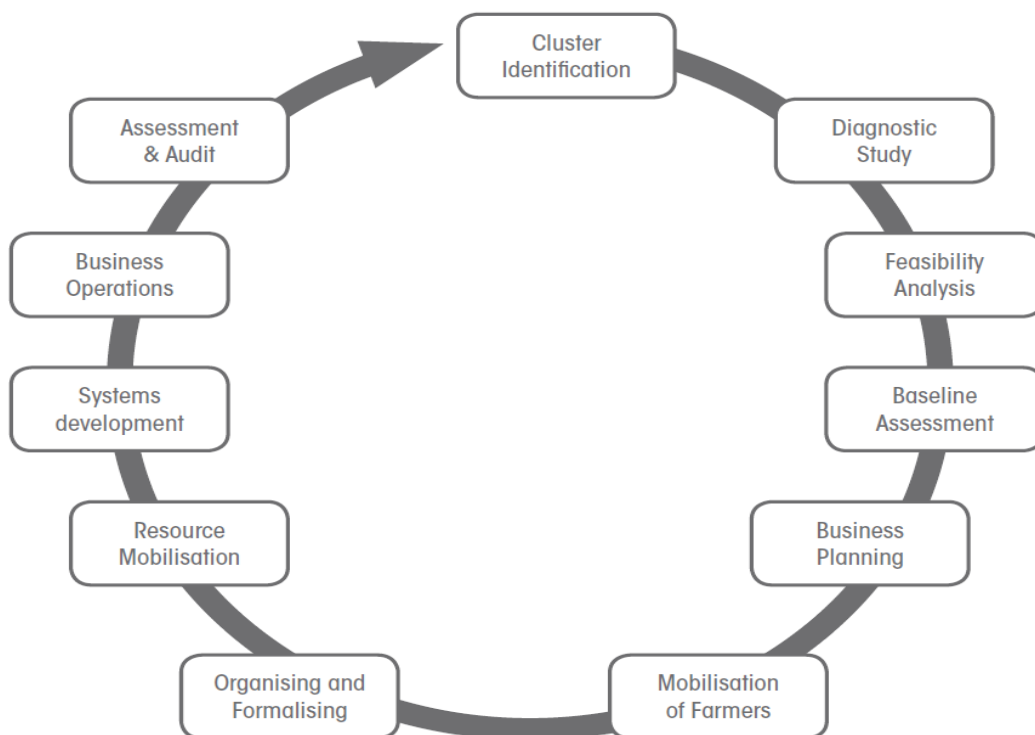 Cluster
Identification
Diagnostic
Study
Feasibility
Analysis
Baseline
Assessment
Business
Planning
Mobilisation
of Farmers
Organising and
Formalising
Resource
Mobilisation
Systems
development
Business
Operations
Assessment
& Audit